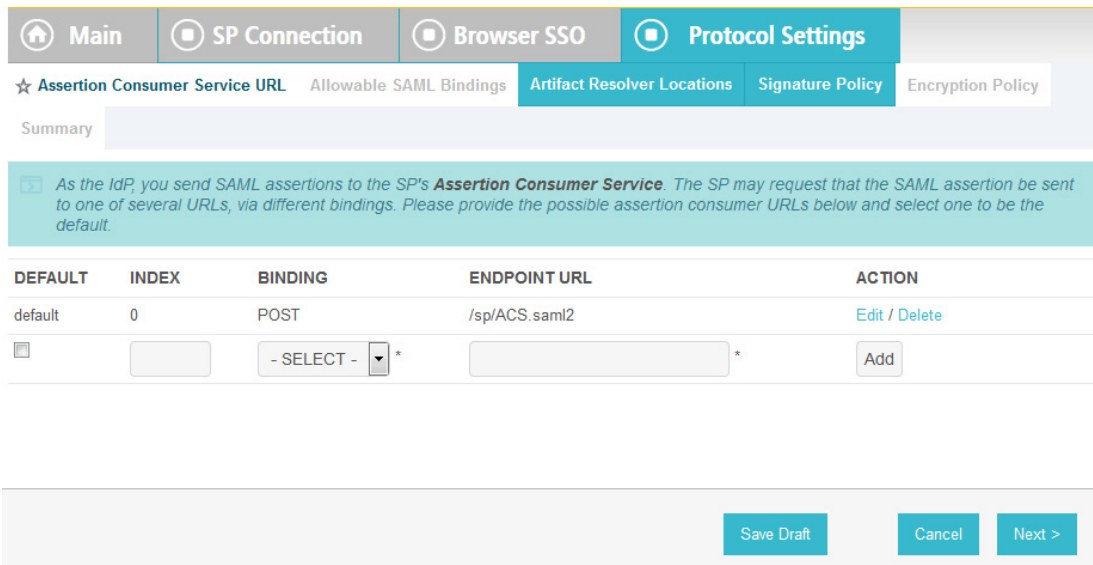 Main SP Connection Browser SSO Protocol Settings
Assertion Consumer Service URL Allowable SAML Bindings Artifact Resolver Locations Signature Policy Encryption Policy
Summary
As the IdP, you send SAML assertions to the SP's Assertion Consumer Service. The SP may request that the SAML assertion be sent
to one of several URLs, via different bindings. Please provide the possible assertion consumer URLs below and select one to be the
default.
DEFAULT INDEX BINDING ENDPOINT URL ACTION
default 0 POST /sp/ACS.saml2 Edit / Delete
- SELECT - * * Add
Save Draft Cancel Next >